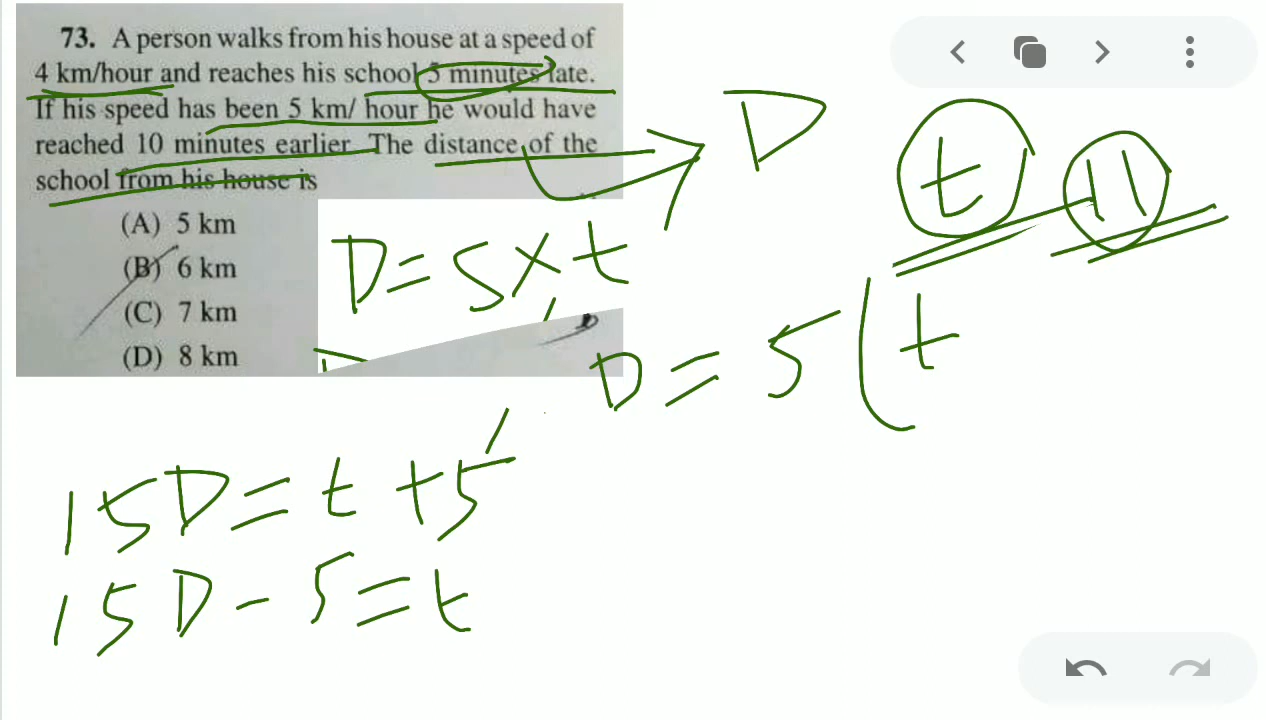 73. A person walks from his house at a speed of
4 km/hour and reaches his school 5 minutes late.
If his speed has been 5 km/ hour he would have
reached 10 minutes earlier. The distance of the
school from his house is
(A) 5 km
(B) 6 km
(C) 7 km
(D) 8 km
D
t 11
D = 5 x t
D = 5 ( t
15D = t + 5
15D - 5 = t